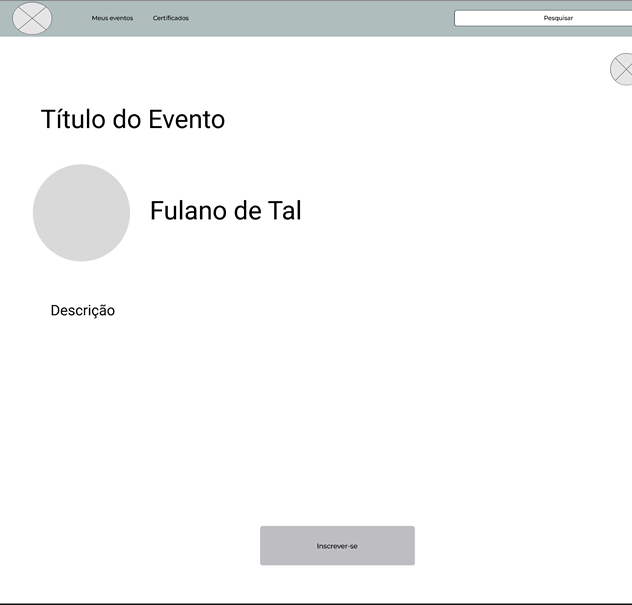 Meus eventos
Certificados
Pesquisar
Título do Evento
Fulano de Tal
Descrição
Inscrever-se